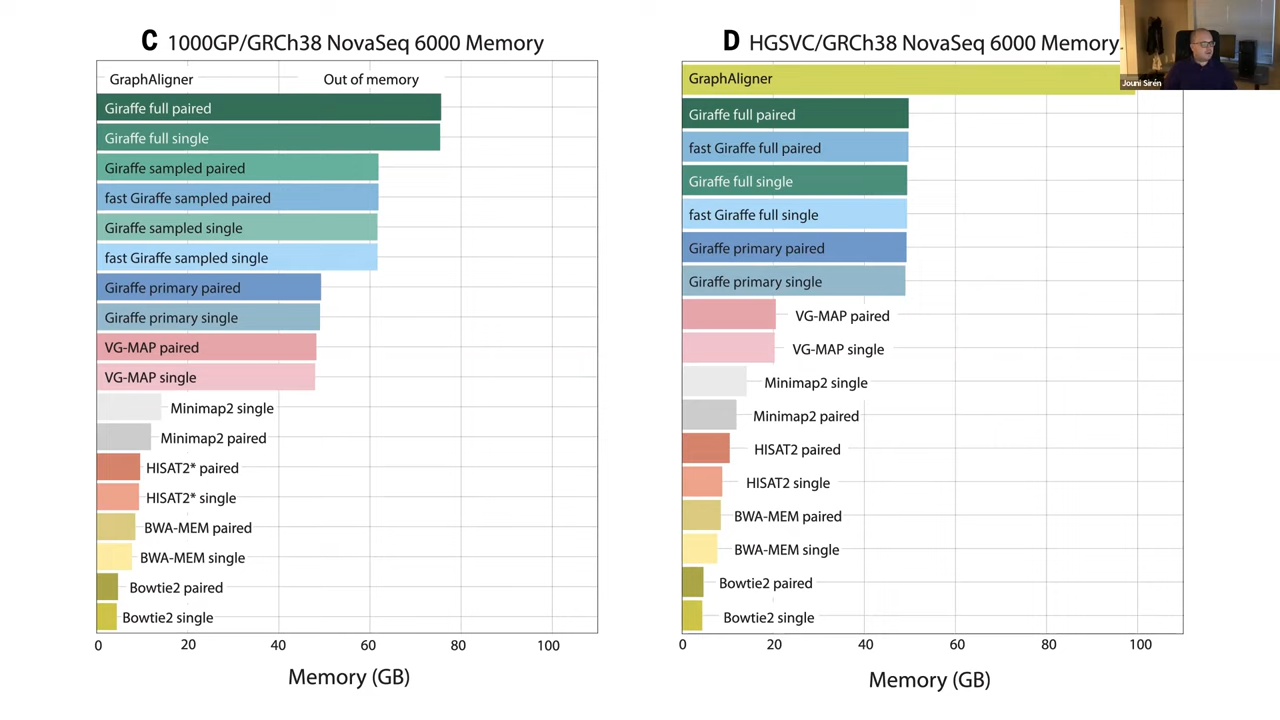 C 1000GP/GRCh38 NovaSeq 6000 Memory
GraphAligner Out of memory
Giraffe full paired
Giraffe full single
Giraffe sampled paired
fast Giraffe sampled paired
Giraffe sampled single
fast Giraffe sampled single
Giraffe primary paired
Giraffe primary single
VG-MAP paired
VG-MAP single
Minimap2 single
Minimap2 paired
HISAT2* paired
HISAT2* single
BWA-MEM paired
BWA-MEM single
Bowtie2 paired
Bowtie2 single
0 20 40 60 80 100
Memory (GB)
D HGSVC/GRCh38 NovaSeq 6000 Memory
GraphAligner
Giraffe full paired
fast Giraffe full paired
Giraffe full single
fast Giraffe full single
Giraffe primary paired
Giraffe primary single
VG-MAP paired
VG-MAP single
Minimap2 single
Minimap2 paired
HISAT2 paired
HISAT2 single
BWA-MEM paired
BWA-MEM single
Bowtie2 paired
Bowtie2 single
0 20 40 60 80 100
Memory (GB)
Jouni Sirén